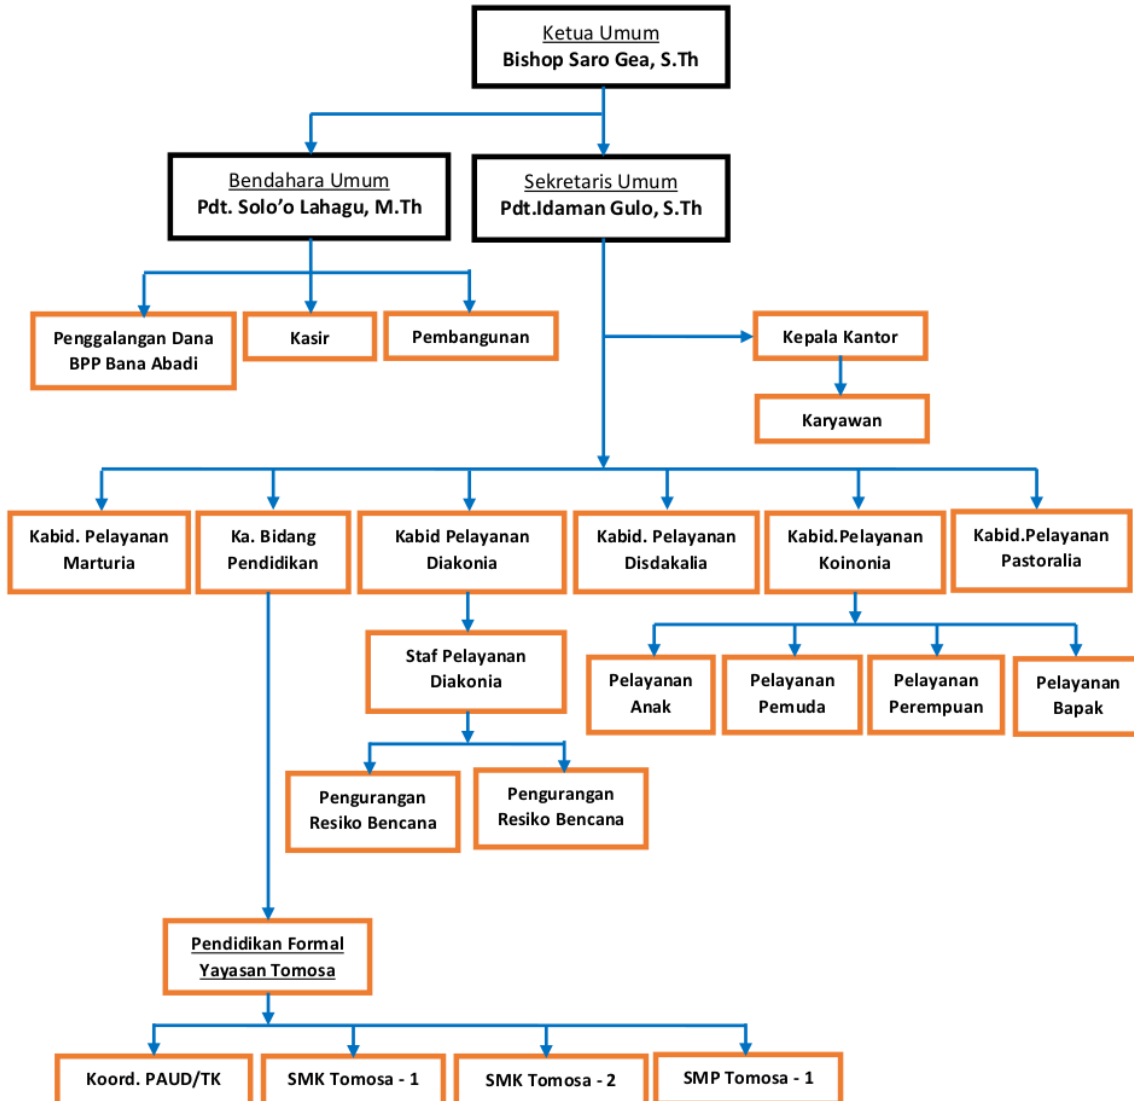 Ketua Umum
Bishop Saro Gea, S.Th
Bendahara Umum
Pdt. Solo'o Lahagu, M.Th
Sekretaris Umum
Pdt.Idaman Gulo, S.Th
Penggalangan Dana
BPP Bana Abadi
Kasir
Pembangunan
Kepala Kantor
Karyawan
Kabid. Pelayanan
Marturia
Ka. Bidang
Pendidikan
Kabid Pelayanan
Diakonia
Kabid. Pelayanan
Disdakalia
Kabid.Pelayanan
Koinonia
Kabid.Pelayanan
Pastoralia
Staf Pelayanan
Diakonia
Pelayanan
Anak
Pelayanan
Pemuda
Pelayanan
Perempuan
Pelayanan
Bapak
Pengurangan
Resiko Bencana
Pengurangan
Resiko Bencana
Pendidikan Formal
Yayasan Tomosa
Koord. PAUD/TK
SMK Tomosa - 1
SMK Tomosa - 2
SMP Tomosa - 1